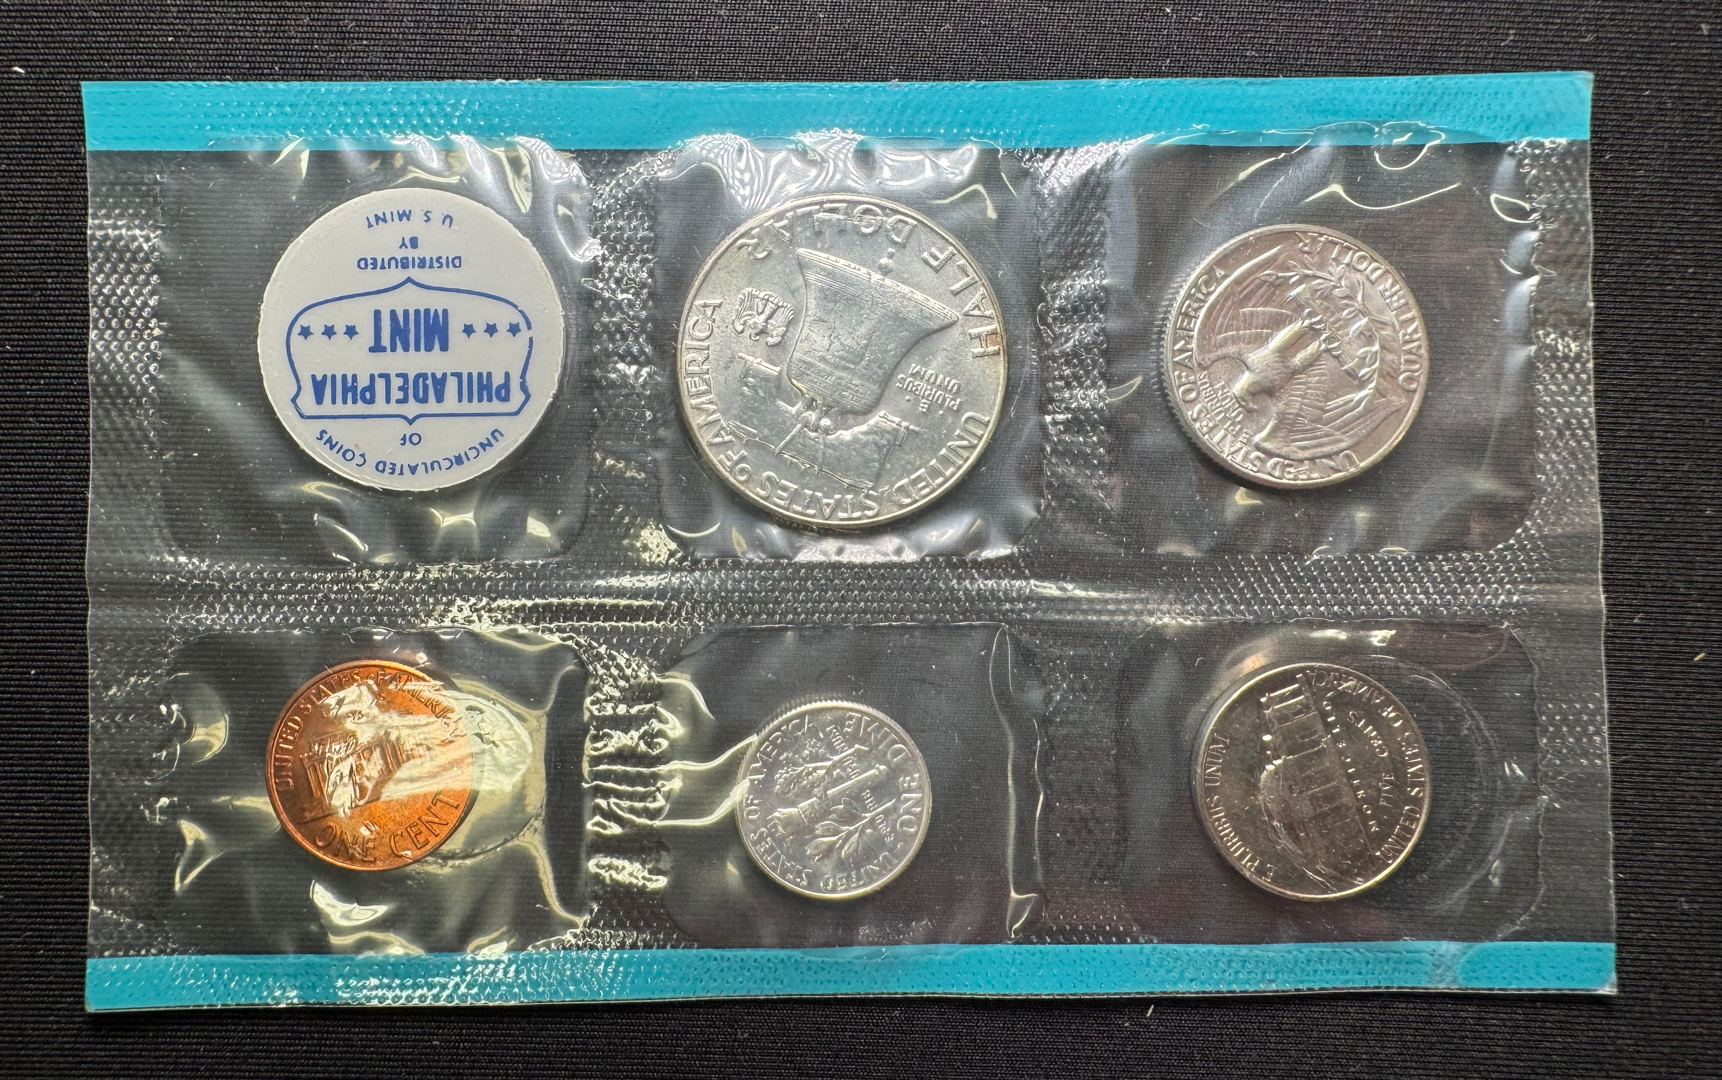 UNCIRCULATED COINS
OF
PHILADELPHIA
MINT
DISTRIBUTED
BY
U.S. MINT
UNITED STATES OF AMERICA
E
PLURIBUS
UNUM
HALF DOLLAR
UNITED STATES OF AMERICA
E PLURIBUS
UNUM
QUARTER DOLLAR
UNITED STATES OF AMERICA
ONE CENT
UNITED STATES OF AMERICA
ONE DIME
E PLURIBUS UNUM
MONTICELLO
FIVE CENTS
UNITED STATES OF AMERICA